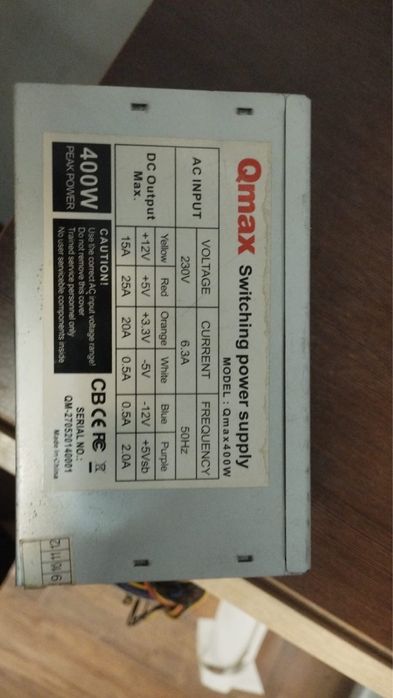 Qmax Switching power supply
MODEL : Qmax400W
AC INPUT VOLTAGE CURRENT FREQUENCY
230V 6.3A 50Hz
DC Output Max. Yellow Red Orange White Blue Purple
+12V +5V +3.3V -5V -12V +5Vsb
15A 25A 20A 0.5A 0.5A 2.0A
400W
PEAK POWER
CAUTION!
Use the correct AC input voltage range!
Do not remove this cover
Trained service personnel only
No user serviceable components inside
CB CE FC
SERIAL NO.:
QM-270520140001
Made In China